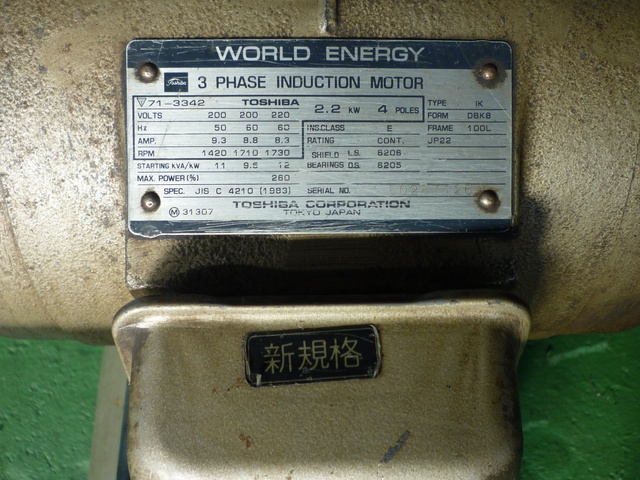 WORLD ENERGY
Toshiba 3 PHASE INDUCTION MOTOR
71-3342 TOSHIBA 2.2 kW 4 POLES TYPE IK
VOLTS 200 200 220 FORM DBK8
Hz 50 60 60 INS.CLASS E FRAME 100L
AMP. 9.3 8.8 8.3 RATING CONT. JP22
RPM 1420 1710 1730 SHIELD L.S. 6206
STARTING kVA/kW 11 9.5 12 BEARINGS O.S. 6205
MAX. POWER(%) 260
SPEC. JIS C 4210 (1983) SERIAL NO.
TOSHIBA CORPORATION
M 31307 TOKYO JAPAN
新規格